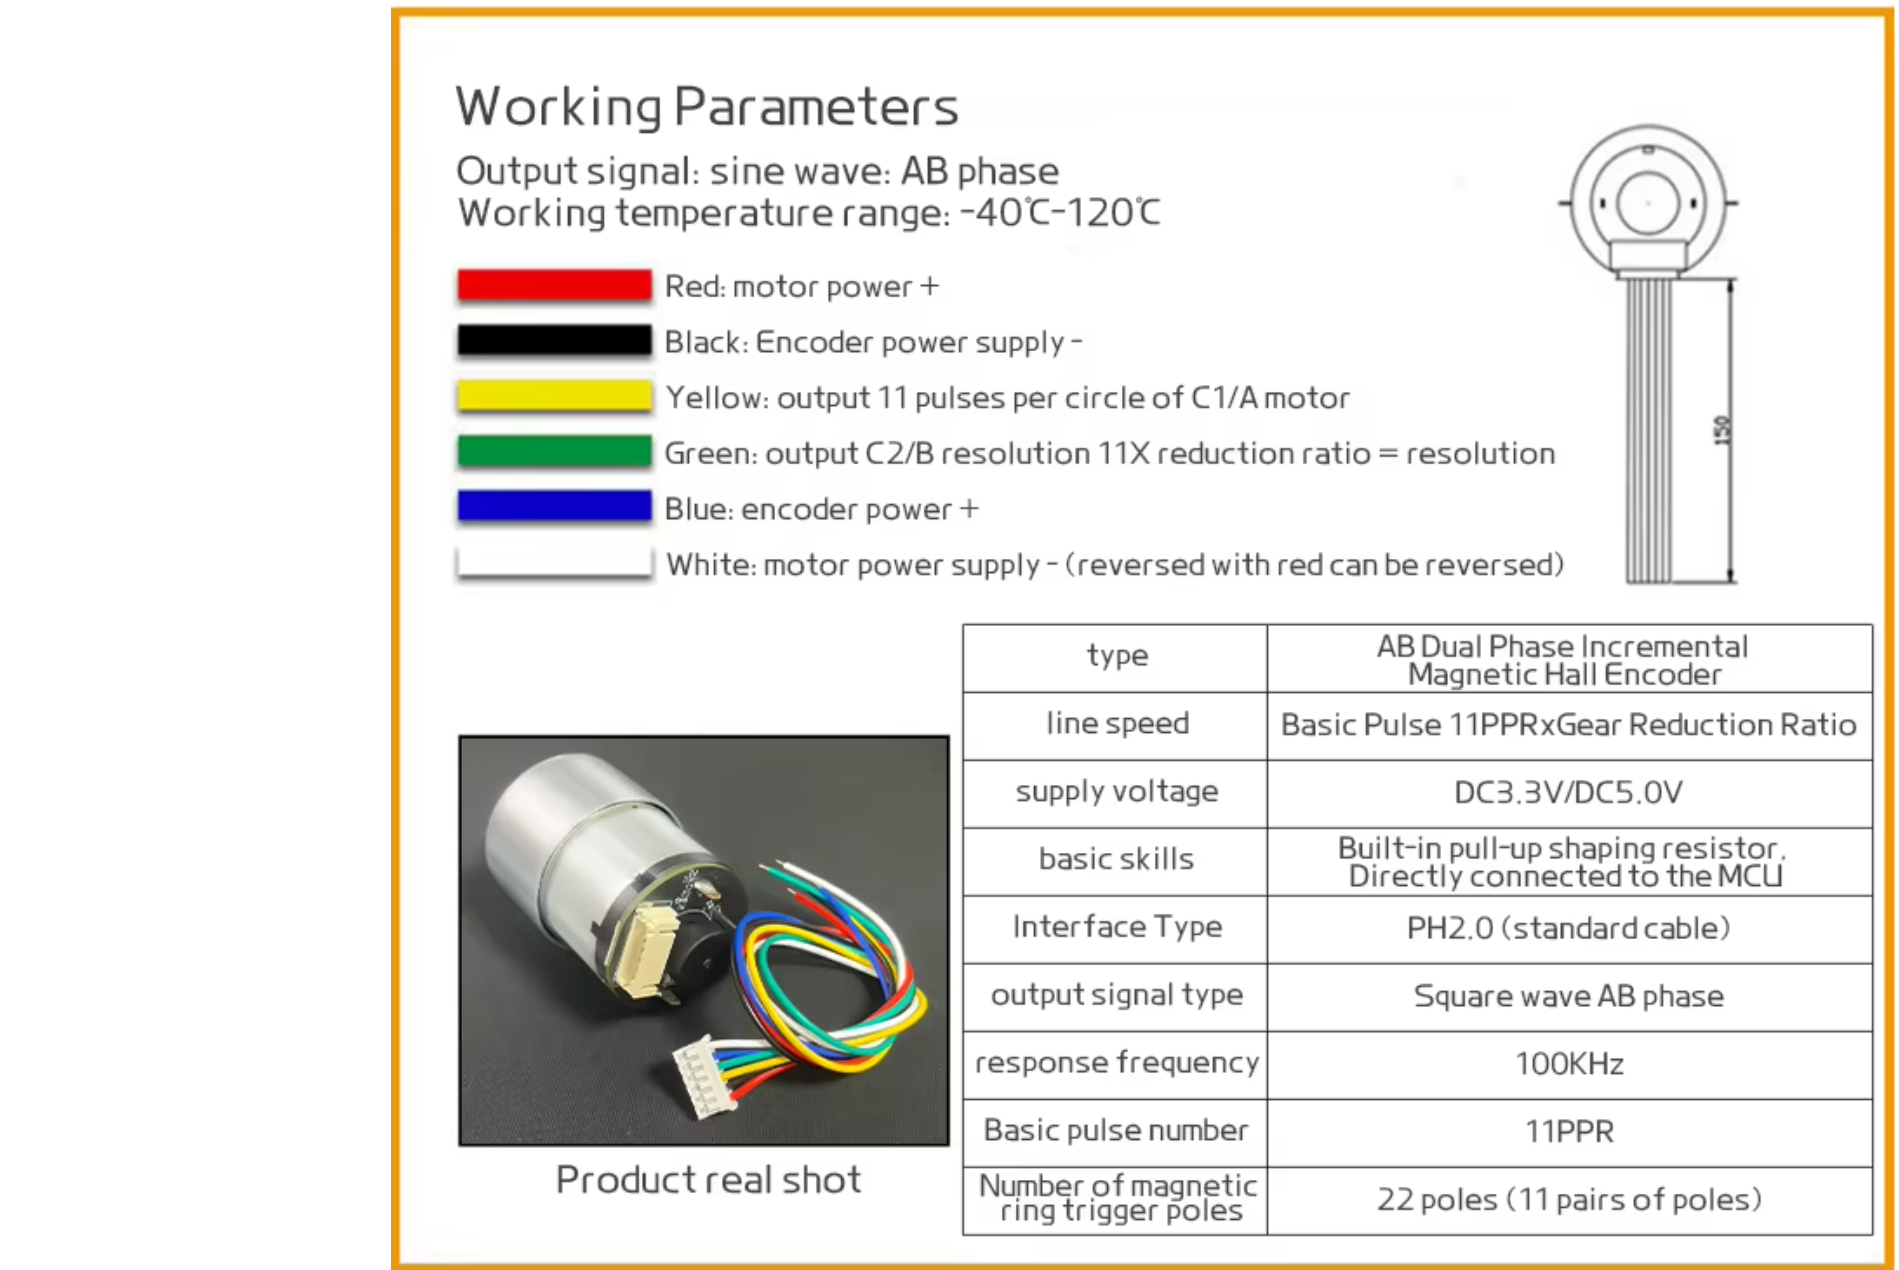 Working Parameters
Output signal: sine wave: AB phase
Working temperature range: -40℃-120℃
Red: motor power +
Black: Encoder power supply -
Yellow: output 11 pulses per circle of C1/A motor
Green: output C2/B resolution 11X reduction ratio = resolution
Blue: encoder power +
White: motor power supply - (reversed with red can be reversed)
150
type
AB Dual Phase Incremental
Magnetic Hall Encoder
line speed
Basic Pulse 11PPRxGear Reduction Ratio
supply voltage
DC3.3V/DC5.0V
basic skills
Built-in pull-up shaping resistor,
Directly connected to the MCU
Interface Type
PH2.0 (standard cable)
output signal type
Square wave AB phase
response frequency
100KHz
Basic pulse number
11PPR
Number of magnetic
ring trigger poles
22 poles (11 pairs of poles)
Product real shot